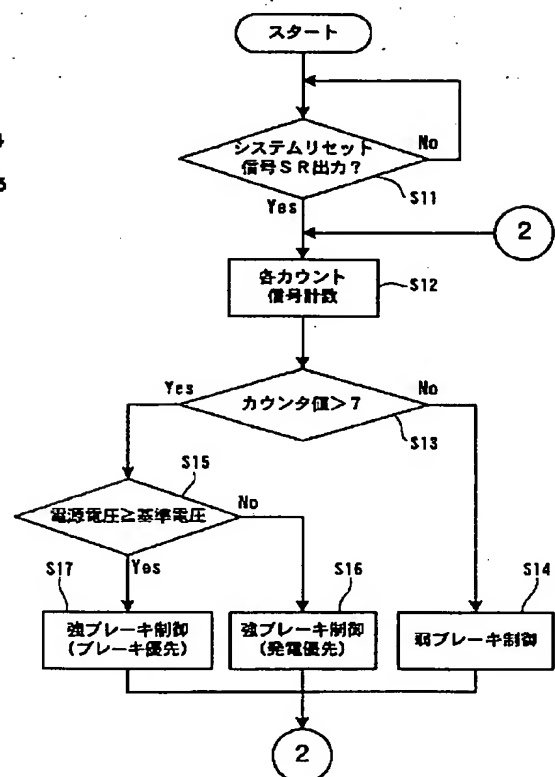 スタート
システムリセット
信号SR出力?
No
S11
Yes
2
各カウント
信号計数
S12
Yes
カウンタ値>7
No
S13
S15
電源電圧≧基準電圧
No
Yes
S17
S16
S14
強ブレーキ制御
(ブレーキ優先)
強ブレーキ制御
(発電優先)
弱ブレーキ制御
2